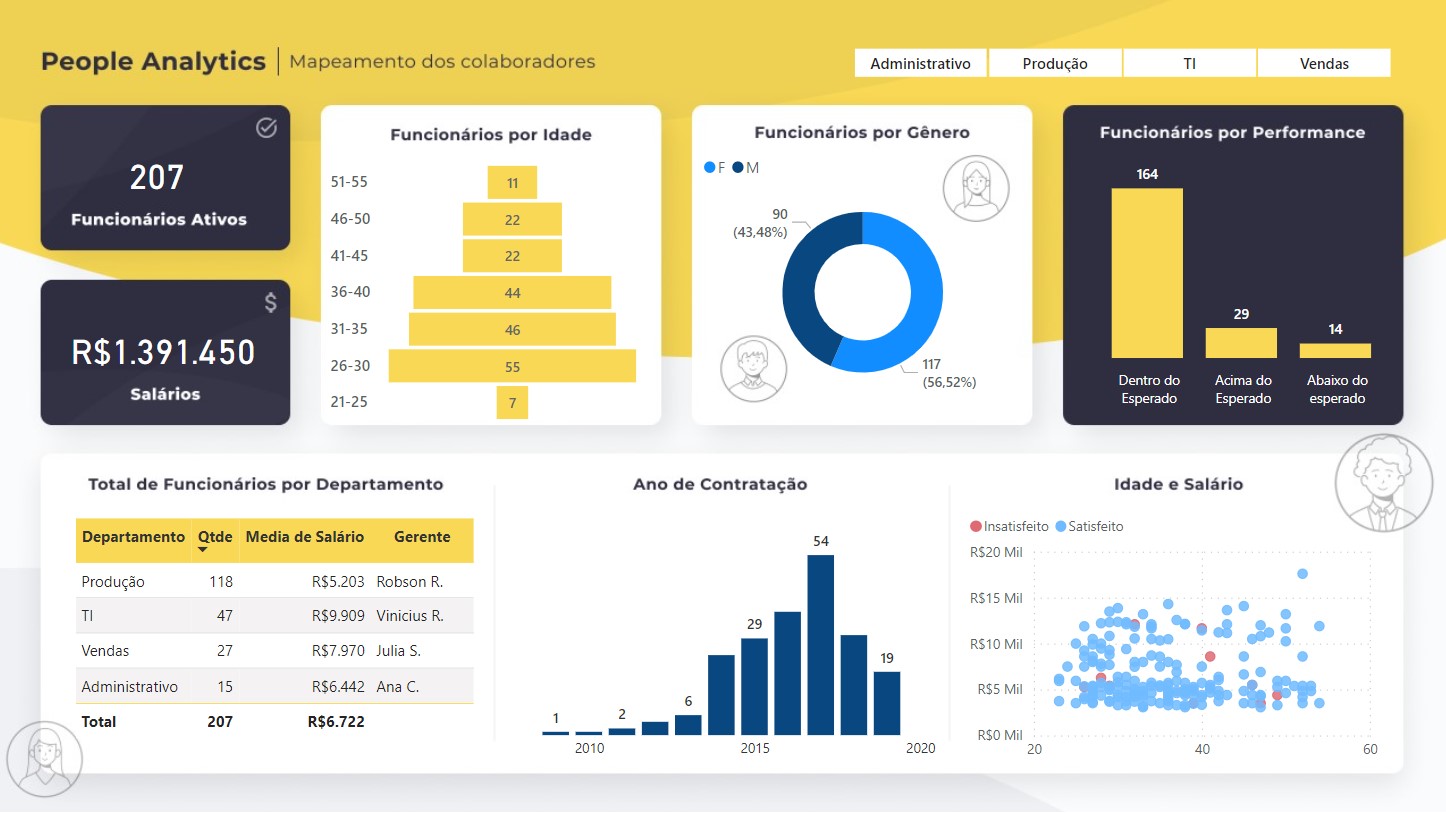 People Analytics | Mapeamento dos colaboradores
Administrativo Produção TI Vendas
207
Funcionários Ativos
R$1.391.450
Salários
Funcionários por Idade
51-55 11
46-50 22
41-45 22
36-40 44
31-35 46
26-30 55
21-25 7
Funcionários por Gênero
F M
90
(43,48%)
117
(56,52%)
Funcionários por Performance
164
29
14
Dentro do Esperado
Acima do Esperado
Abaixo do esperado
Total de Funcionários por Departamento
Departamento Qtde Media de Salário Gerente
Produção 118 R$5.203 Robson R.
TI 47 R$9.909 Vinicius R.
Vendas 27 R$7.970 Julia S.
Administrativo 15 R$6.442 Ana C.
Total 207 R$6.722
Ano de Contratação
1 2 6 29 54 19
2010 2015 2020
Idade e Salário
Insatisfeito Satisfeito
R$20 Mil
R$15 Mil
R$10 Mil
R$5 Mil
R$0 Mil
20 40 60